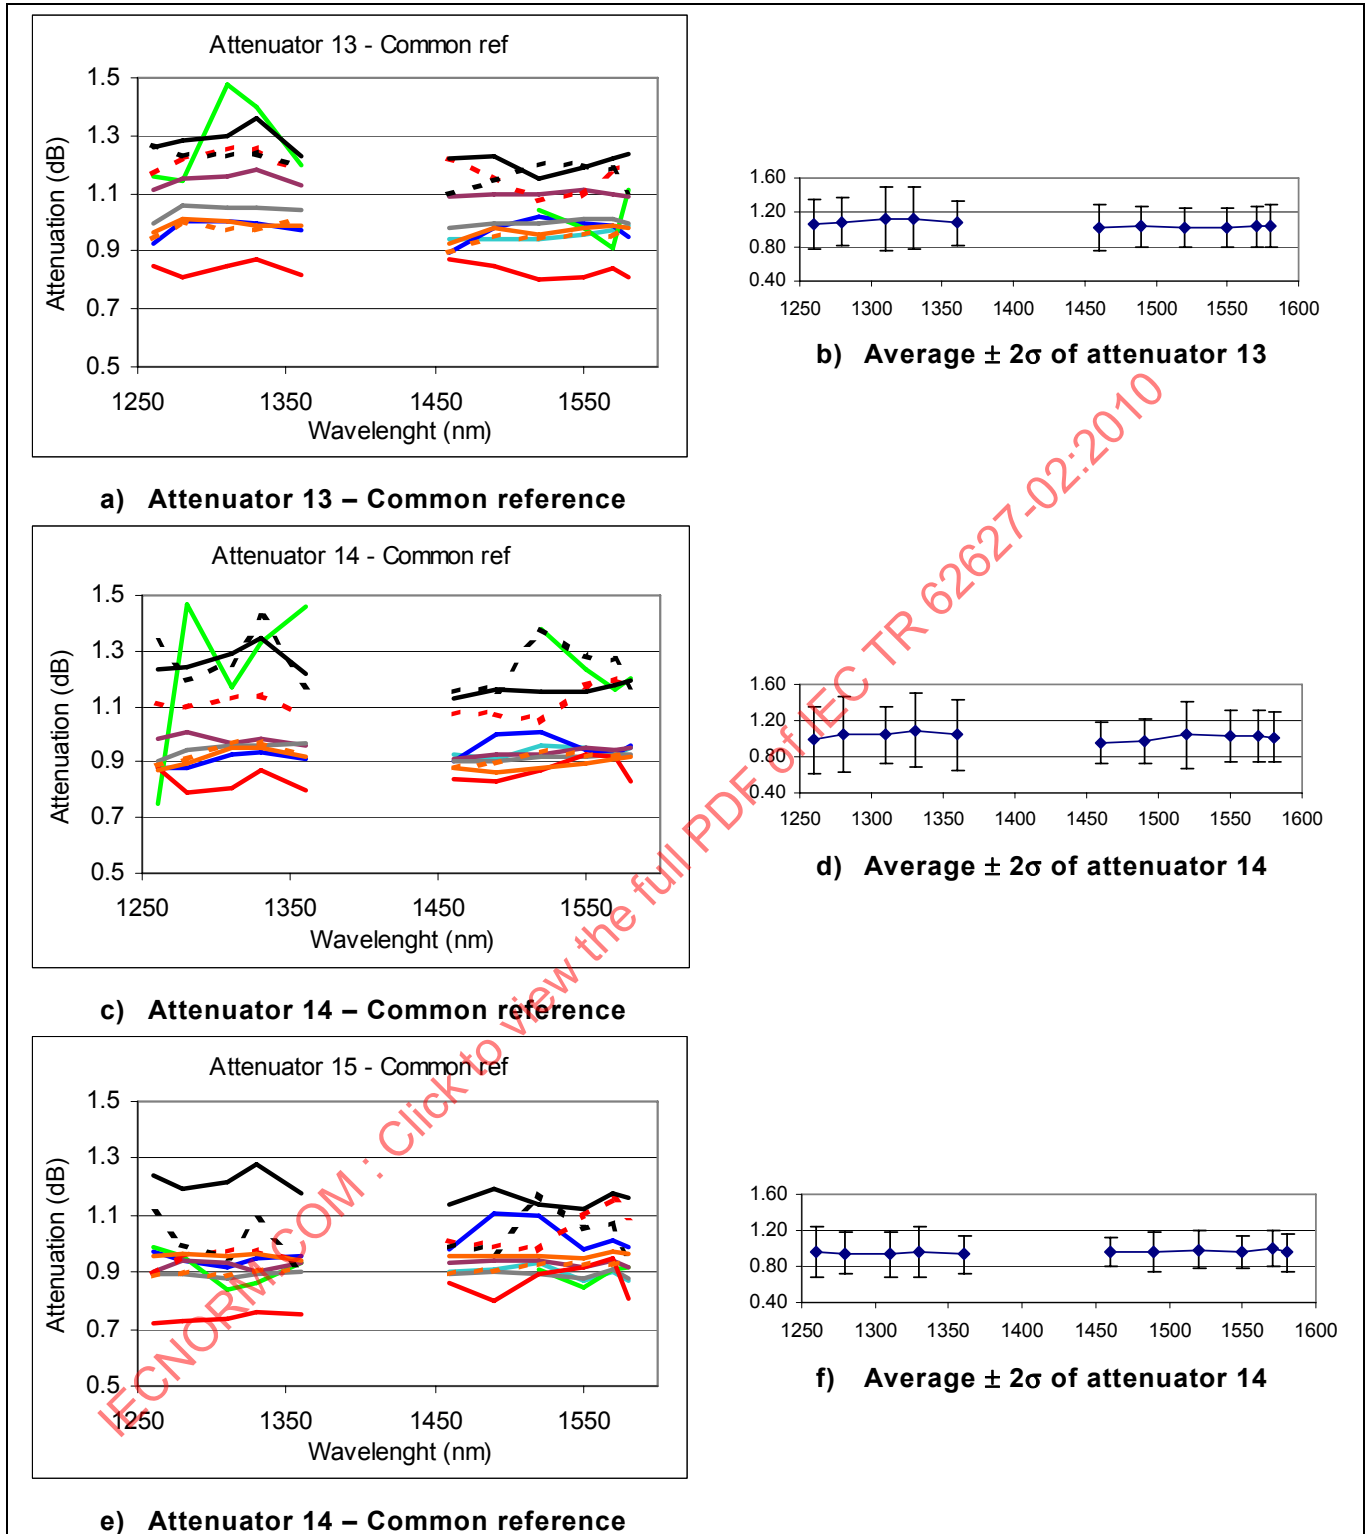 Attenuator 13 - Common ref
1.5
1.3
1.1
0.9
0.7
0.5
Attenuation (dB)
1250 1350 1450 1550
Wavelenght (nm)
a) Attenuator 13 – Common reference
1.60
1.20
0.80
0.40
1250 1300 1350 1400 1450 1500 1550 1600
b) Average ± 2σ of attenuator 13
Attenuator 14 - Common ref
1.5
1.3
1.1
0.9
0.7
0.5
Attenuation (dB)
1250 1350 1450 1550
Wavelenght (nm)
c) Attenuator 14 – Common reference
1.60
1.20
0.80
0.40
1250 1300 1350 1400 1450 1500 1550 1600
d) Average ± 2σ of attenuator 14
Attenuator 15 - Common ref
1.5
1.3
1.1
0.9
0.7
0.5
Attenuation (dB)
1250 1350 1450 1550
Wavelenght (nm)
e) Attenuator 14 – Common reference
1.60
1.20
0.80
0.40
1250 1300 1350 1400 1450 1500 1550 1600
f) Average ± 2σ of attenuator 14
IECNORM.COM : Click to view the full PDF of IEC TR 62627-02:2010